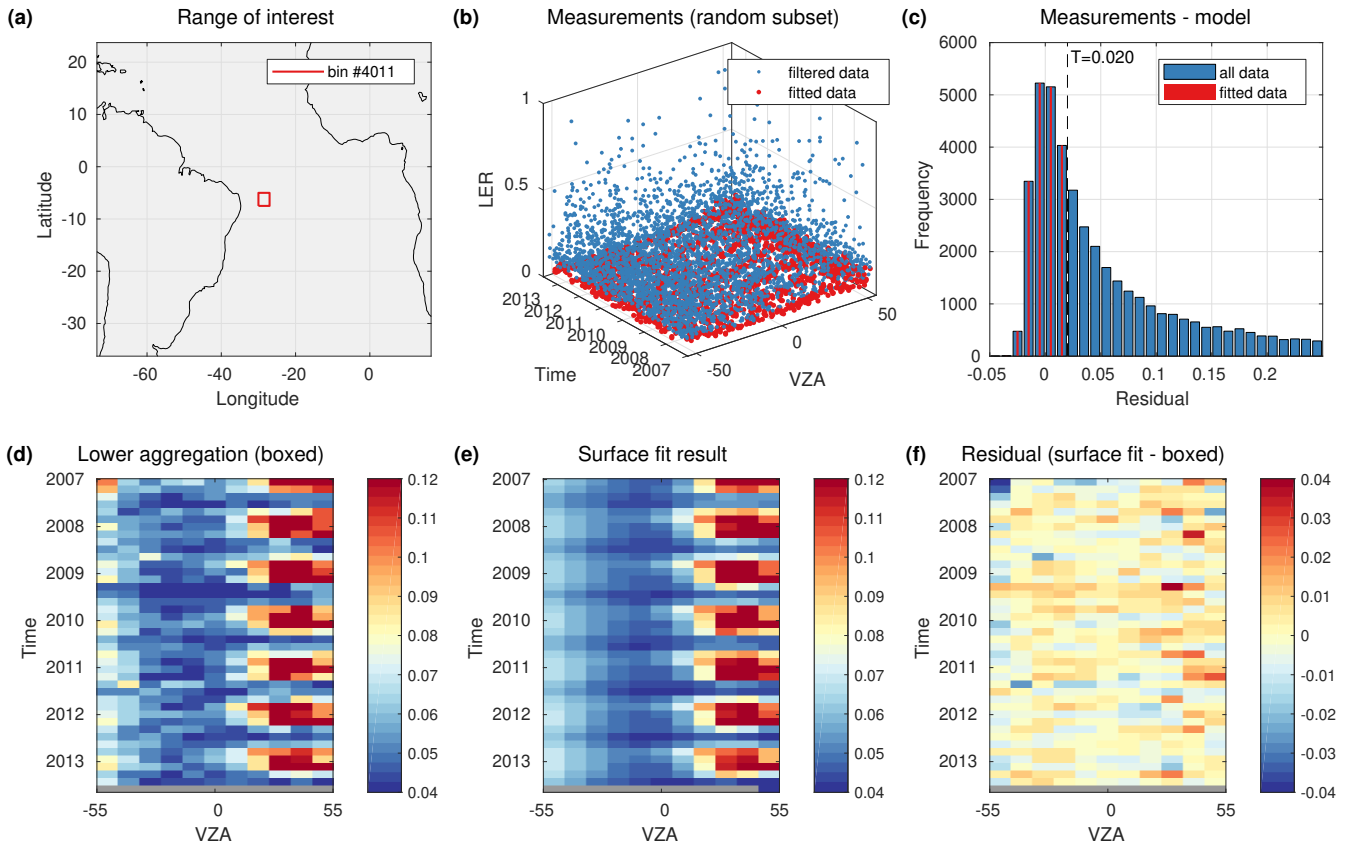 (a) Range of interest
bin #4011
20
10
0
-10
-20
-30
Latitude
-60 -40 -20 0
Longitude
(b) Measurements (random subset)
filtered data
fitted data
1
0.5
0
LER
2013
2012
2011
2010
2009
2008
2007
Time
-50
0
50
VZA
(c) Measurements - model
T=0.020
all data
fitted data
6000
5000
4000
3000
2000
1000
0
Frequency
-0.05 0 0.05 0.1 0.15 0.2
Residual
(d) Lower aggregation (boxed)
2007
2008
2009
2010
2011
2012
2013
Time
-55 0 55
VZA
0.12
0.11
0.1
0.09
0.08
0.07
0.06
0.05
0.04
(e) Surface fit result
2007
2008
2009
2010
2011
2012
2013
Time
-55 0 55
VZA
0.12
0.11
0.1
0.09
0.08
0.07
0.06
0.05
0.04
(f) Residual (surface fit - boxed)
2007
2008
2009
2010
2011
2012
2013
Time
-55 0 55
VZA
0.04
0.03
0.02
0.01
0
-0.01
-0.02
-0.03
-0.04